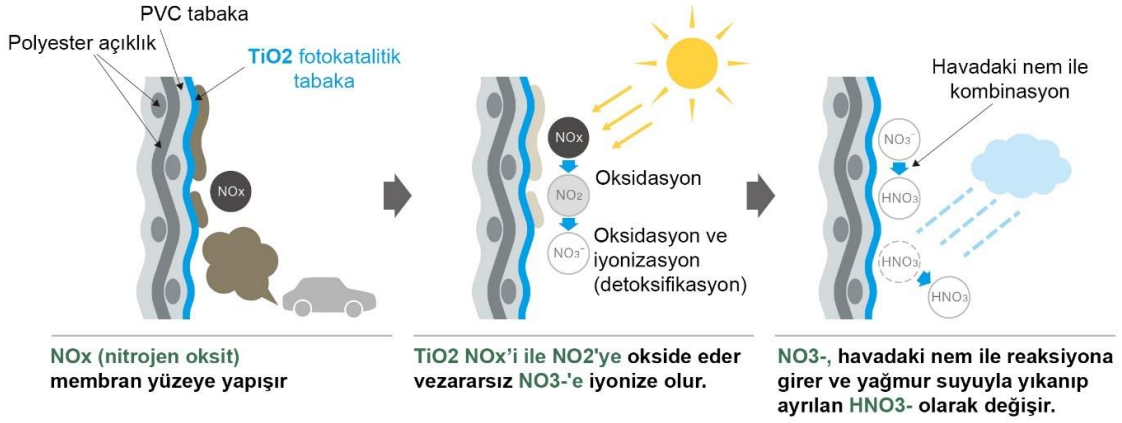 PVC tabaka
Polyester açıklık
TiO2 fotokatalitik
tabaka
NOx
NOx (nitrojen oksit)
membran yüzeye yapışır
NOx
NO2
NO3-
Oksidasyon
Oksidasyon ve
iyonizasyon
(detoksifikasyon)
TiO2 NOx’i ile NO2'ye okside eder
vezararsız NO3-'e iyonize olur.
Havadaki nem ile
kombinasyon
NO3-
HNO3
HNO3
HNO3
NO3-, havadaki nem ile reaksiyona
girer ve yağmur suyuyla yıkanıp
ayrılan HNO3- olarak değişir.